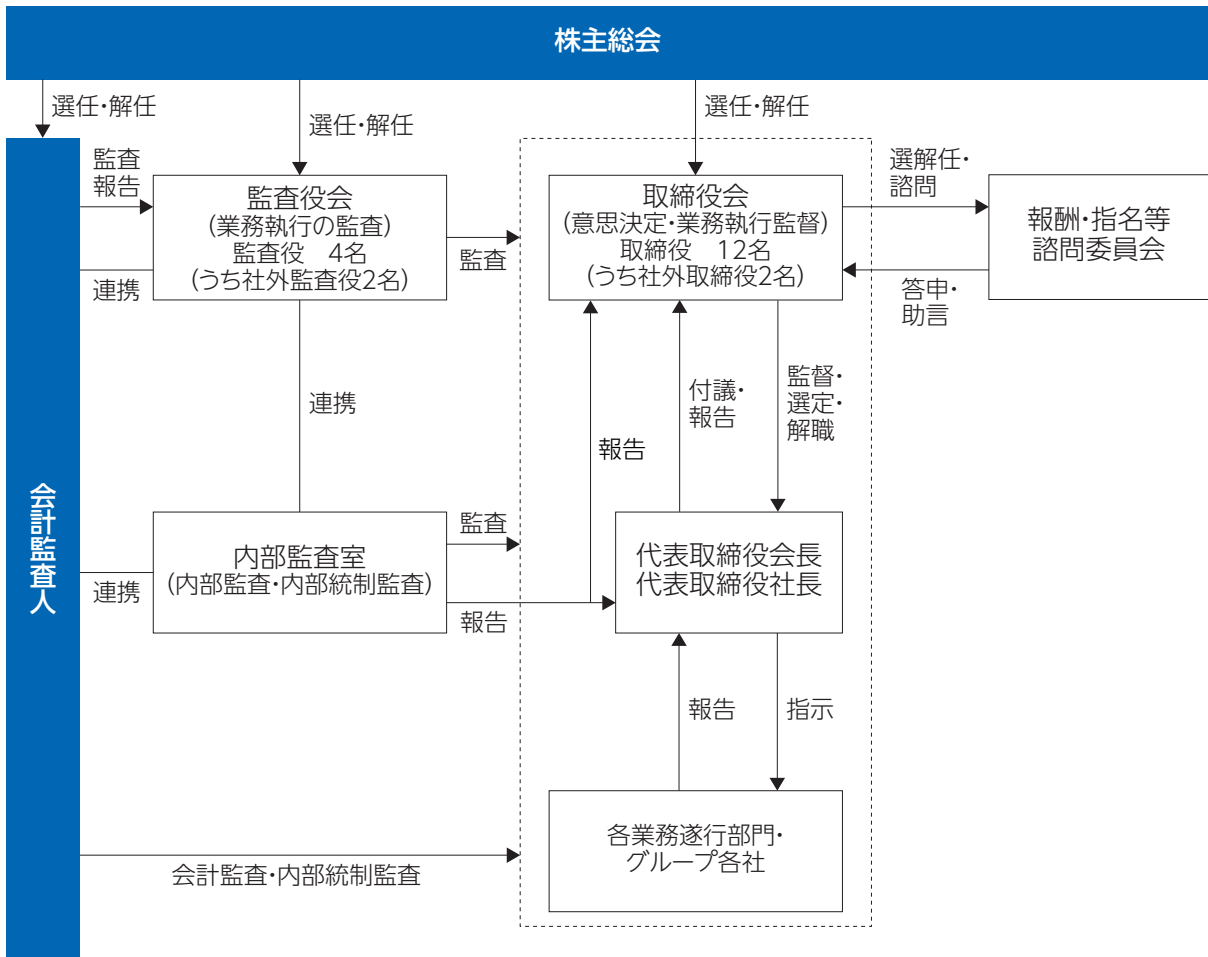 株主総会
選任・解任
選任・解任
選任・解任
監査
報告
監査役会
(業務執行の監査)
監査役　4名
(うち社外監査役2名)
監査
連携
取締役会
(意思決定・業務執行監督)
取締役　12名
(うち社外取締役2名)
選解任・
諮問
報酬・指名等
諮問委員会
答申・
助言
連携
報告
付議・
報告
監督・
選定・
解職
会計監査人
連携
内部監査室
(内部監査・内部統制監査)
監査
報告
代表取締役会長
代表取締役社長
報告
指示
会計監査・内部統制監査
各業務遂行部門・
グループ各社